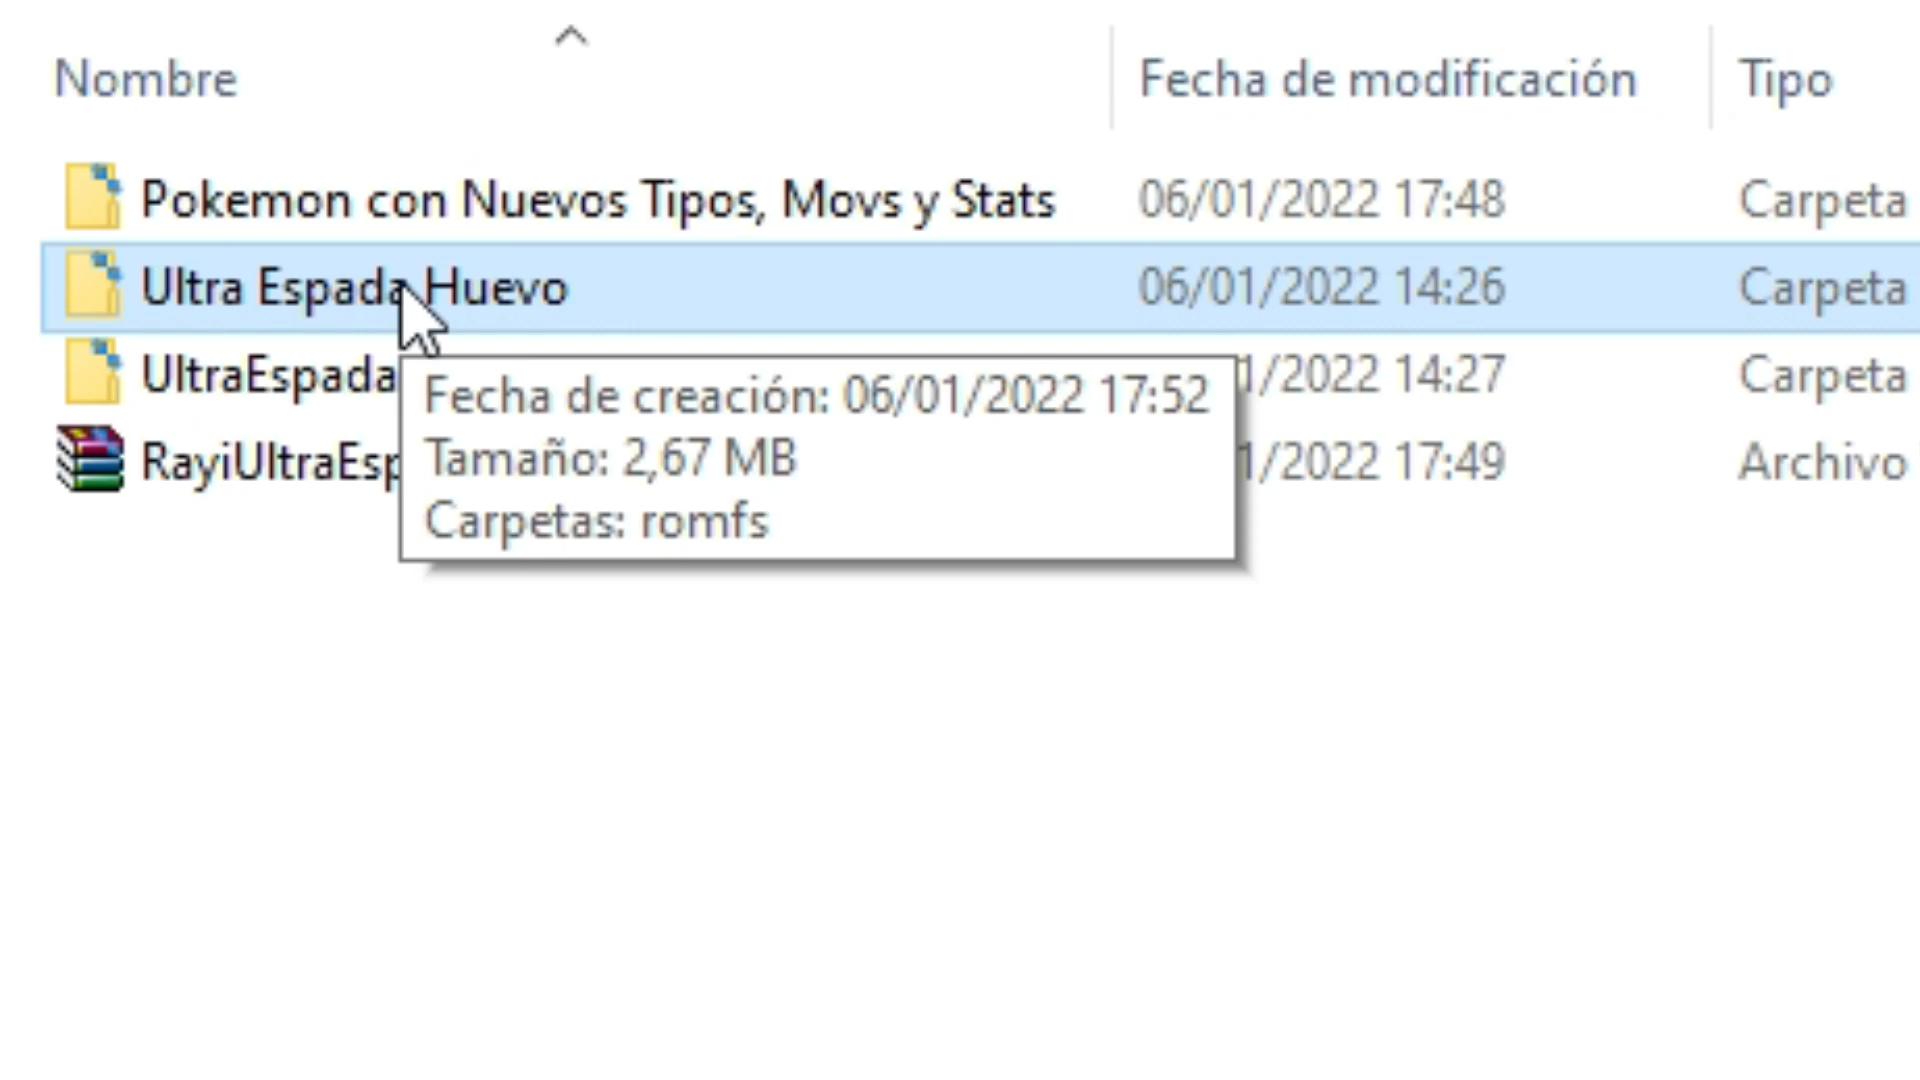 Nombre Fecha de modificación Tipo
Pokemon con Nuevos Tipos, Movs y Stats 06/01/2022 17:48 Carpeta
Ultra Espada Huevo 06/01/2022 14:26 Carpeta
UltraEspada 1/2022 14:27 Carpeta
Fecha de creación: 06/01/2022 17:52
Tamaño: 2,67 MB
RayiUltraEsp 1/2022 17:49 Archivo
Carpetas: romfs